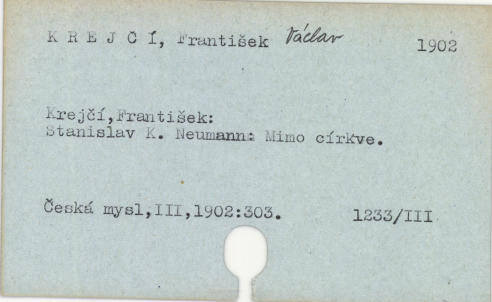 K R E J Č Í, František Václav 1902
Krejčí,František:
Stanislav K. Neumann: Mimo církve.
Česká mysl,III,1902:303. 1233/III